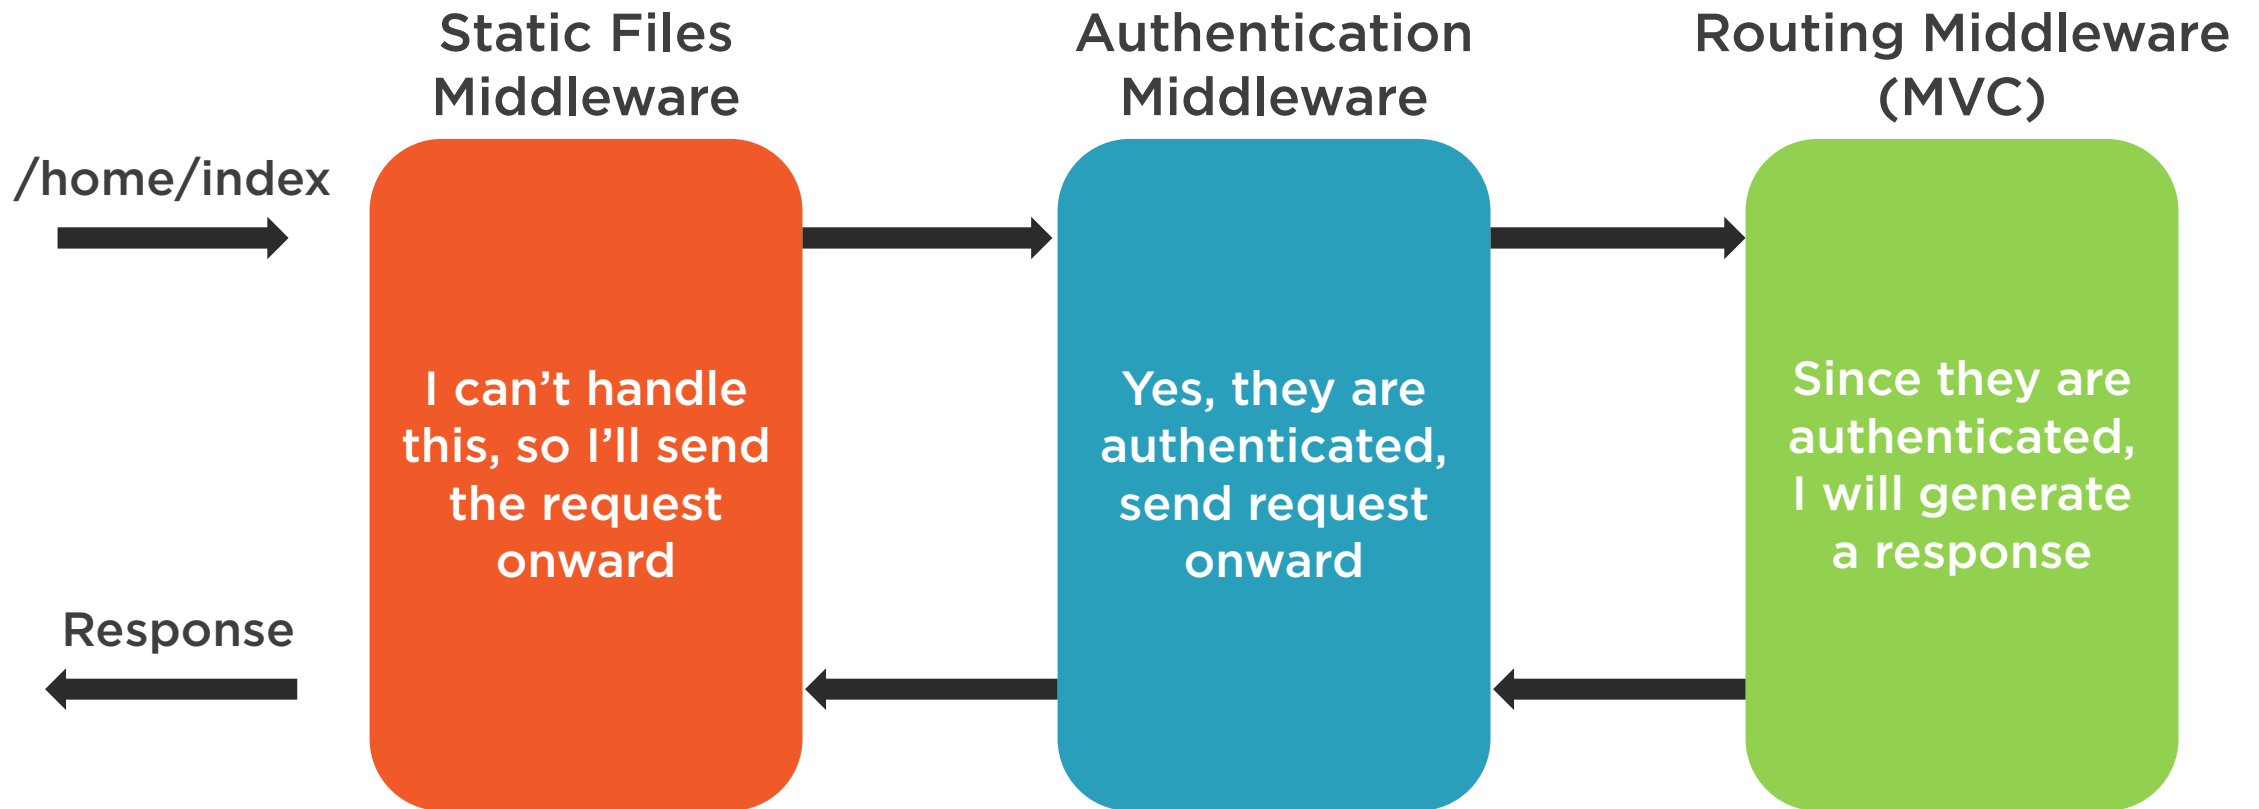 Static Files
Middleware
Authentication
Middleware
Routing Middleware
(MVC)
/home/index
I can’t handle
this, so I’ll send
the request
onward
Yes, they are
authenticated,
send request
onward
Since they are
authenticated,
I will generate
a response
Response